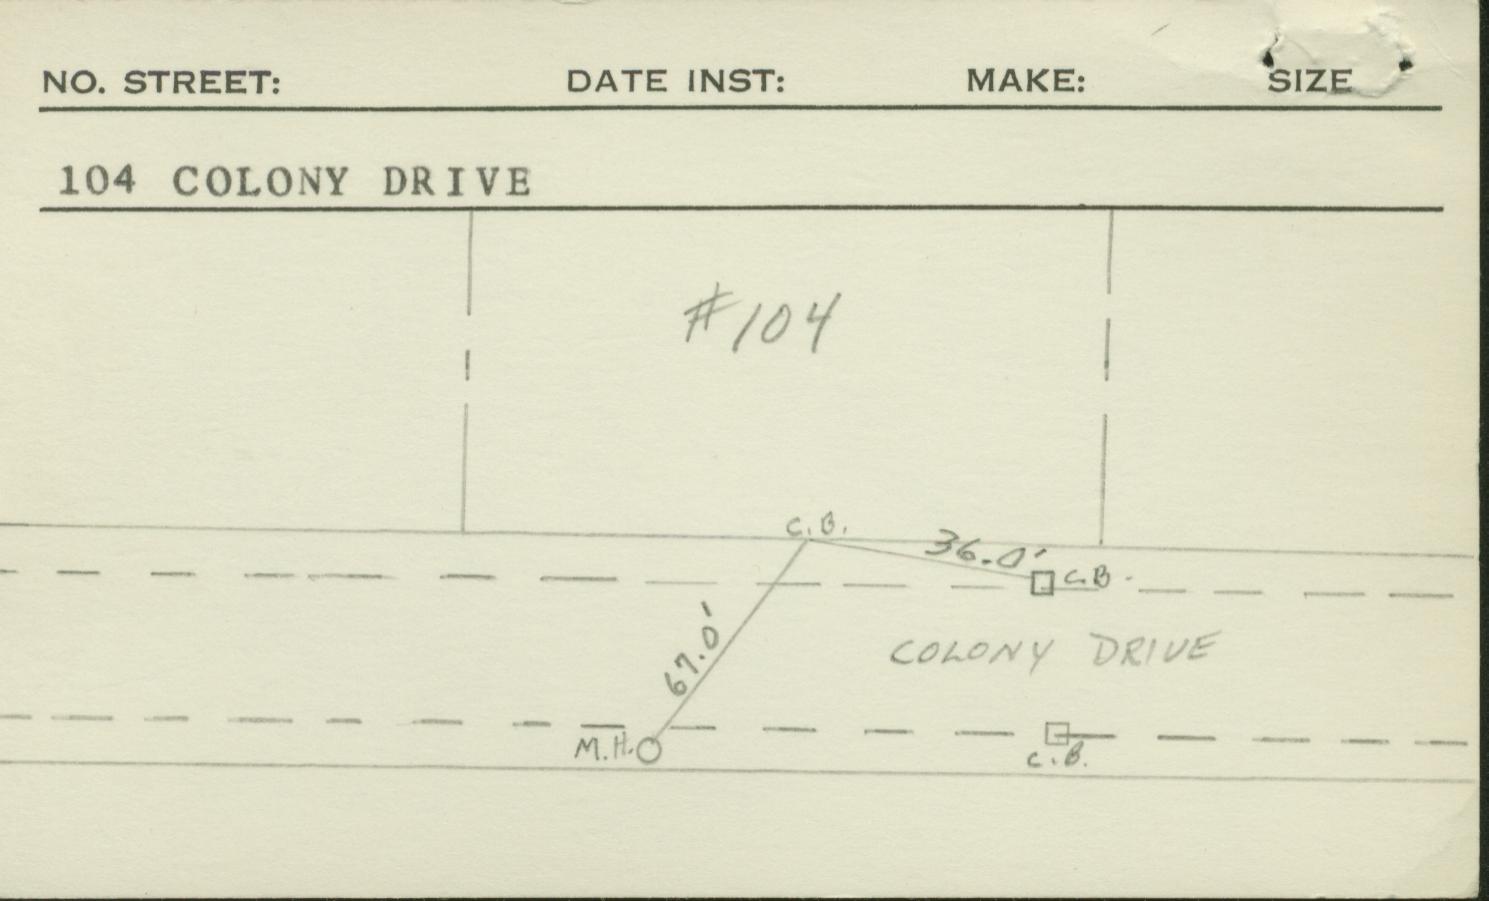 NO. STREET: DATE INST: MAKE: SIZE
104 COLONY DRIVE
#104
C.B.
36.0'
C.B.
67.0'
COLONY DRIVE
M.H.
C.B.